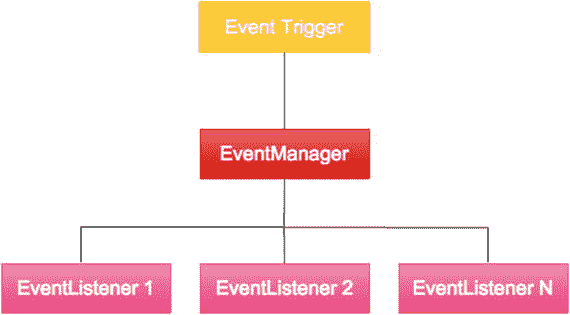 Event Trigger
EventManager
EventListener 1
EventListener 2
EventListener N